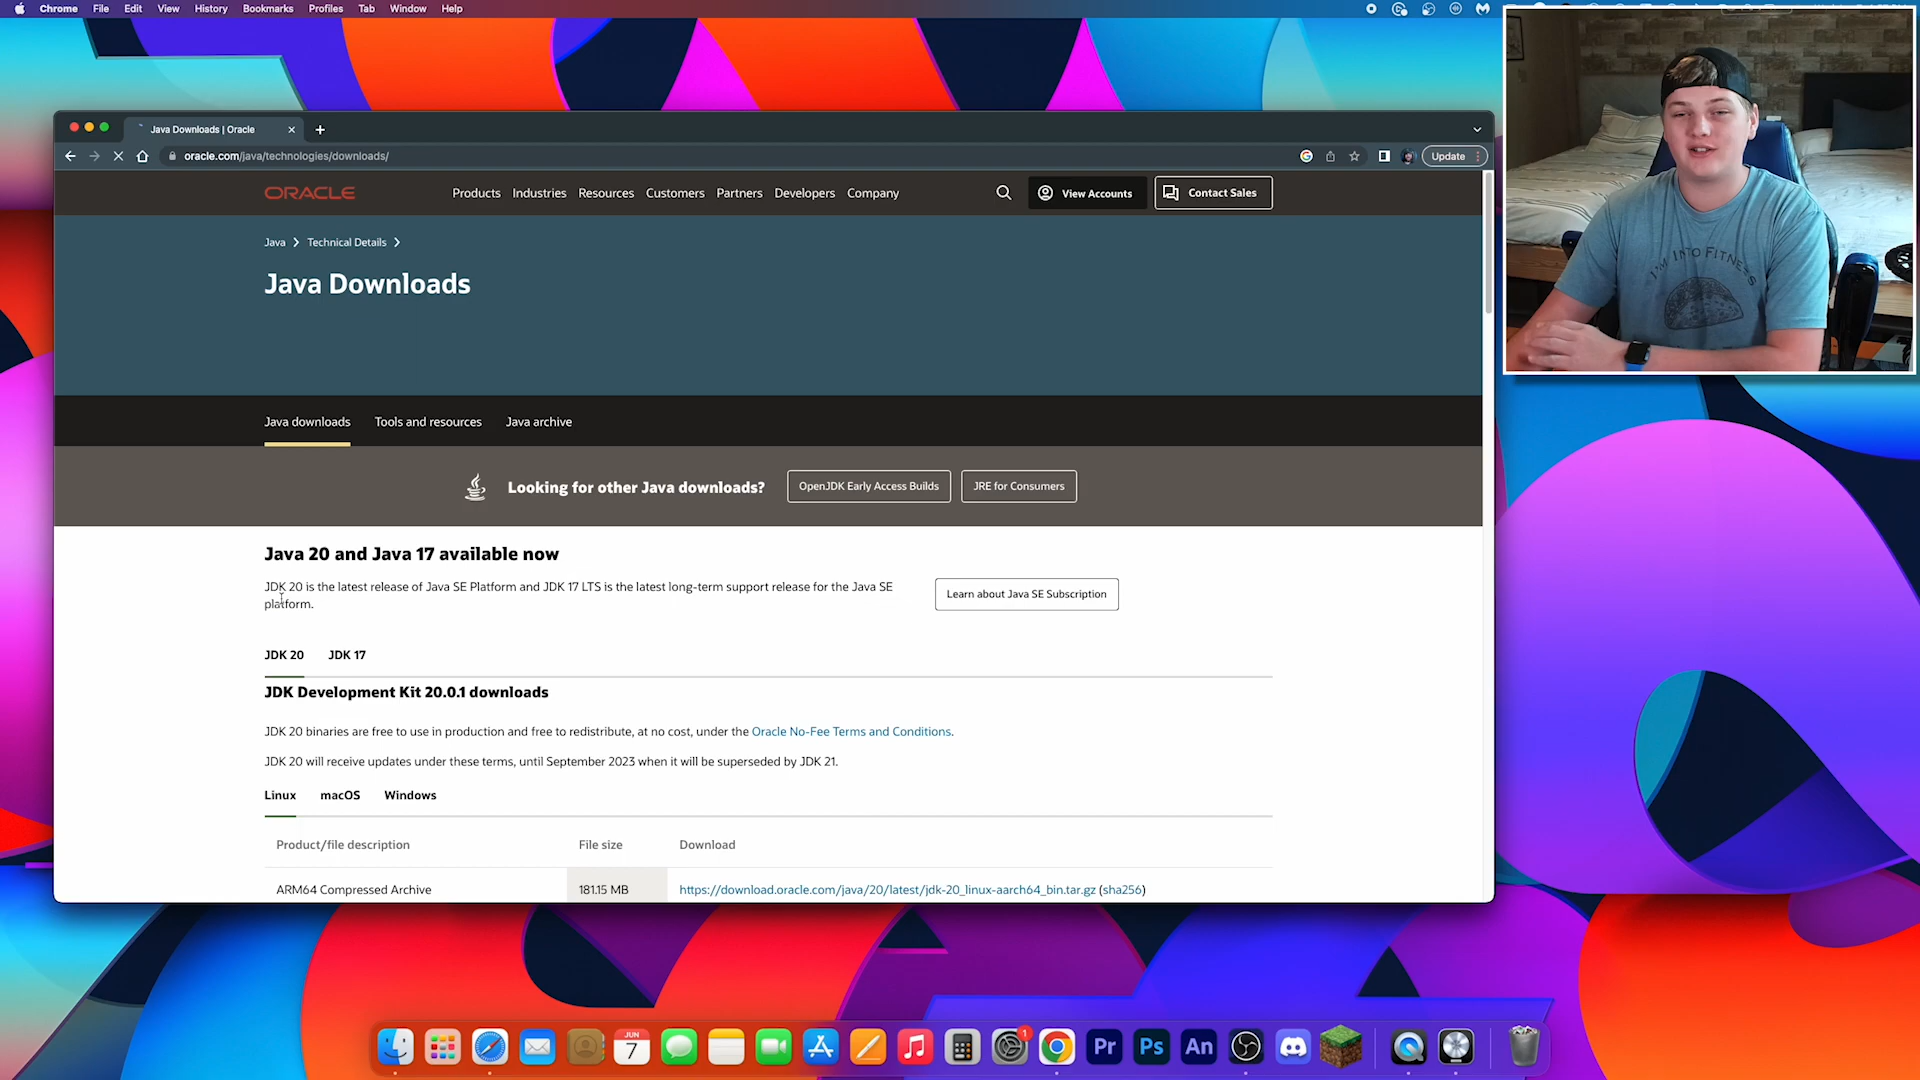 Chrome File Edit View History Bookmarks Profiles Tab Window Help
Java Downloads | Oracle
oracle.com/java/technologies/downloads/
Update
ORACLE
Products Industries Resources Customers Partners Developers Company
View Accounts
Contact Sales
Java > Technical Details >
Java Downloads
Java downloads Tools and resources Java archive
Looking for other Java downloads?
OpenJDK Early Access Builds
JRE for Consumers
Java 20 and Java 17 available now
JDK 20 is the latest release of Java SE Platform and JDK 17 LTS is the latest long-term support release for the Java SE
platform.
Learn about Java SE Subscription
JDK 20 JDK 17
JDK Development Kit 20.0.1 downloads
JDK 20 binaries are free to use in production and free to redistribute, at no cost, under the Oracle No-Fee Terms and Conditions.
JDK 20 will receive updates under these terms, until September 2023 when it will be superseded by JDK 21.
Linux macOS Windows
Product/file description File size Download
ARM64 Compressed Archive 181.15 MB https://download.oracle.com/java/20/latest/jdk-20_linux-aarch64_bin.tar.gz (sha256)
I'M INTO FITNESS
JUN
7
1
Pr
Ps
An